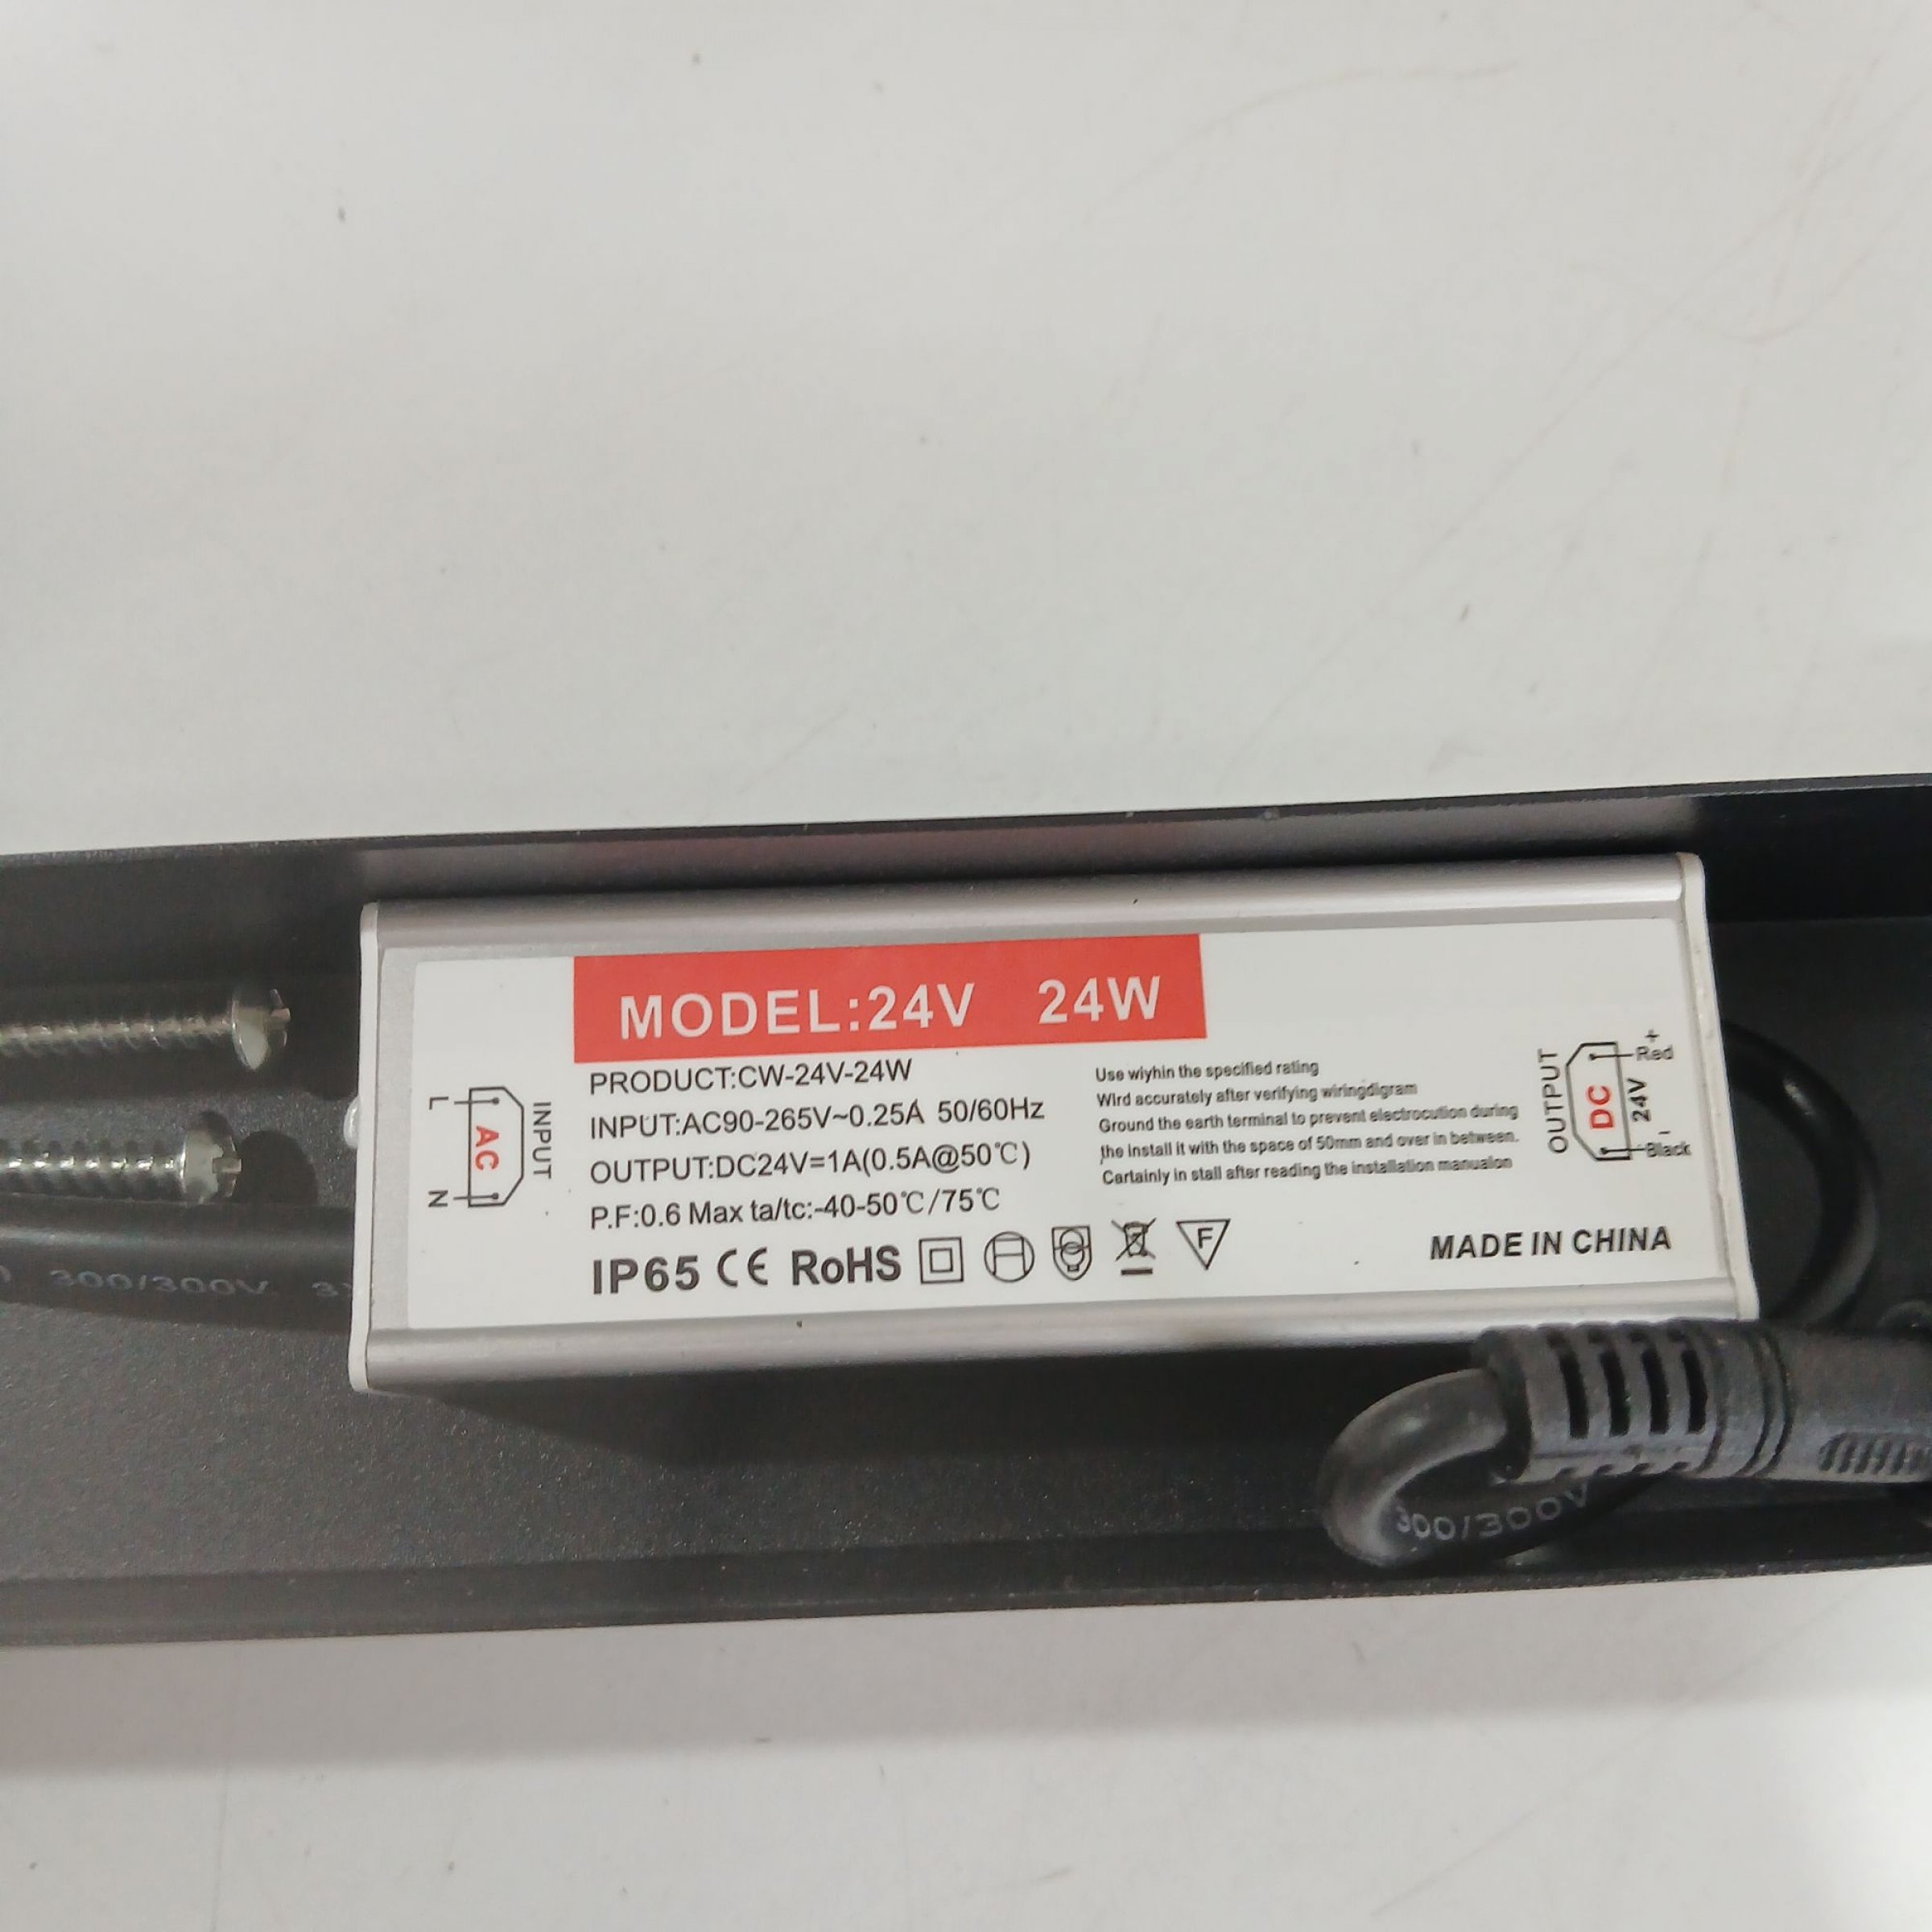 MODEL:24V 24W
PRODUCT:CW-24V-24W
INPUT:AC90-265V~0.25A 50/60Hz
OUTPUT:DC24V=1A(0.5A@50℃)
P.F:0.6 Max ta/tc:-40-50℃/75℃
IP65 CE RoHS F
L
N
AC
INPUT
Use wiyhin the specified rating
Wird accurately after verifying wiringdigram
Ground the earth terminal to prevent electrocution during
the install it with the space of 50mm and over in between.
Cartainly in stall after reading the installation manualon
OUTPUT
DC
24V
+
Red
-
Black
MADE IN CHINA
300/300V 3
300/300V